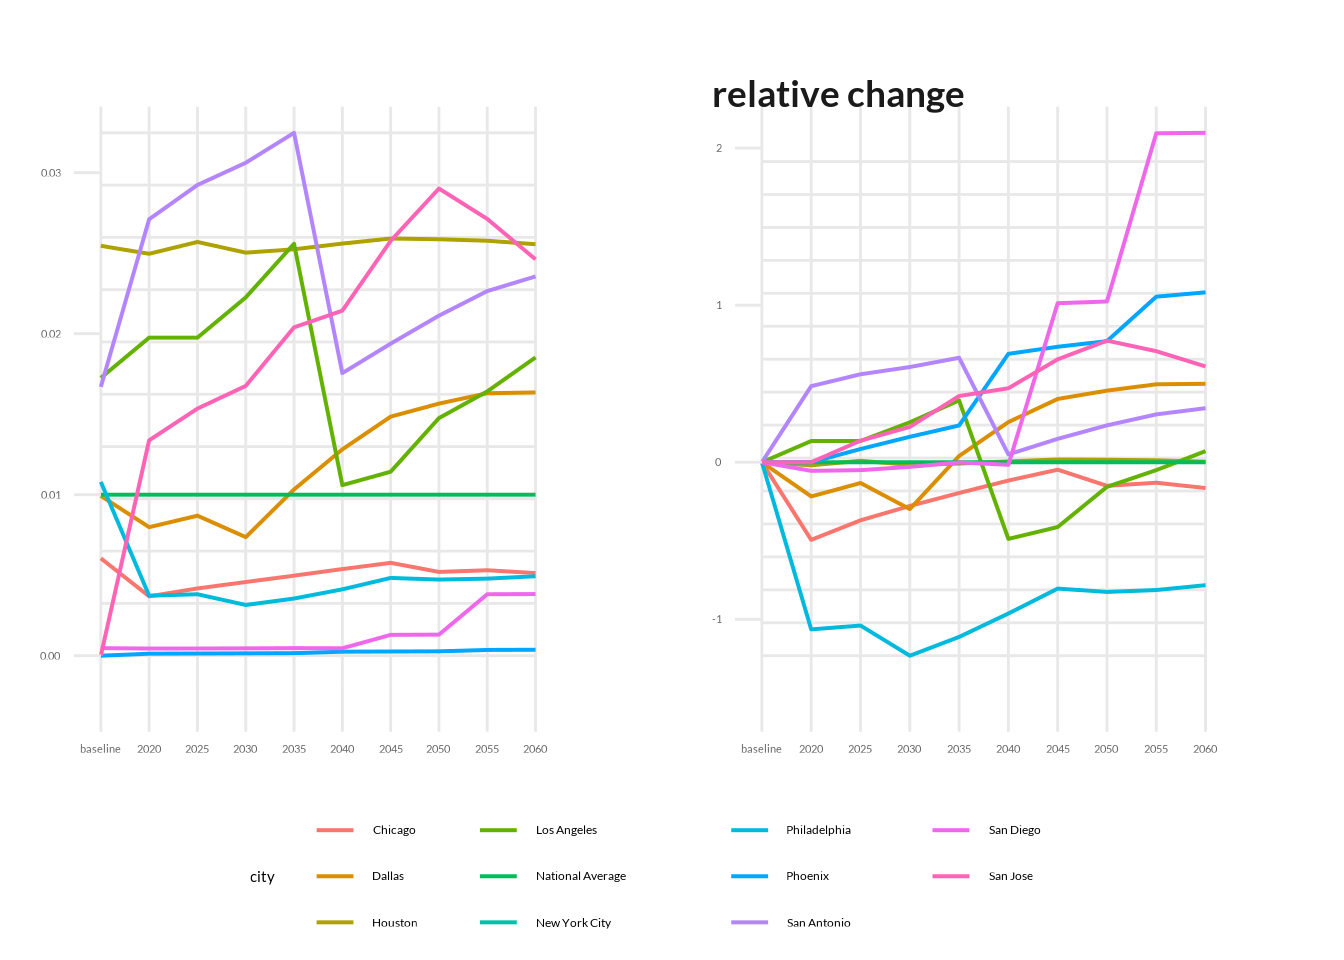 relative change
0.03
0.02
0.01
0.00
baseline 2020 2025 2030 2035 2040 2045 2050 2055 2060
2
1
0
-1
baseline 2020 2025 2030 2035 2040 2045 2050 2055 2060
city
Chicago
Dallas
Houston
Los Angeles
National Average
New York City
Philadelphia
Phoenix
San Antonio
San Diego
San Jose